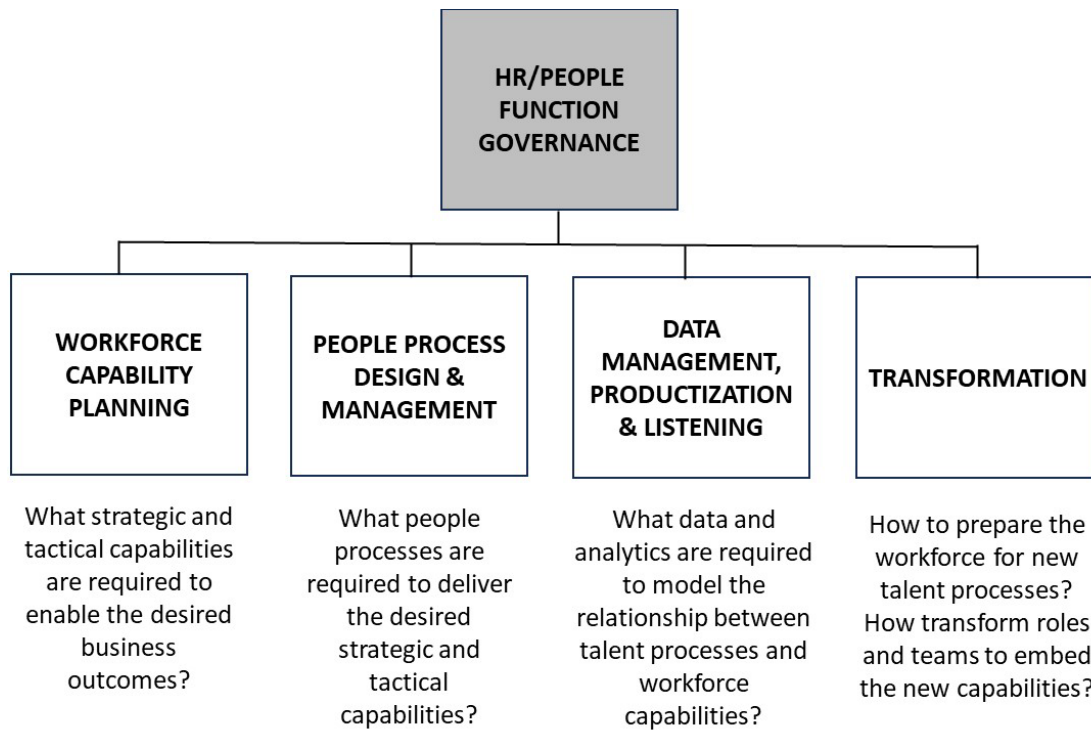 HR/PEOPLE
FUNCTION
GOVERNANCE
WORKFORCE
CAPABILITY
PLANNING
PEOPLE PROCESS
DESIGN &
MANAGEMENT
DATA
MANAGEMENT,
PRODUCTIZATION
& LISTENING
TRANSFORMATION
What strategic and
tactical capabilities
are required to
enable the desired
business
outcomes?
What people
processes are
required to deliver
the desired
strategic and
tactical
capabilities?
What data and
analytics are required
to model the
relationship between
talent processes and
workforce
capabilities?
How to prepare the
workforce for new
talent processes?
How transform roles
and teams to embed
the new capabilities?